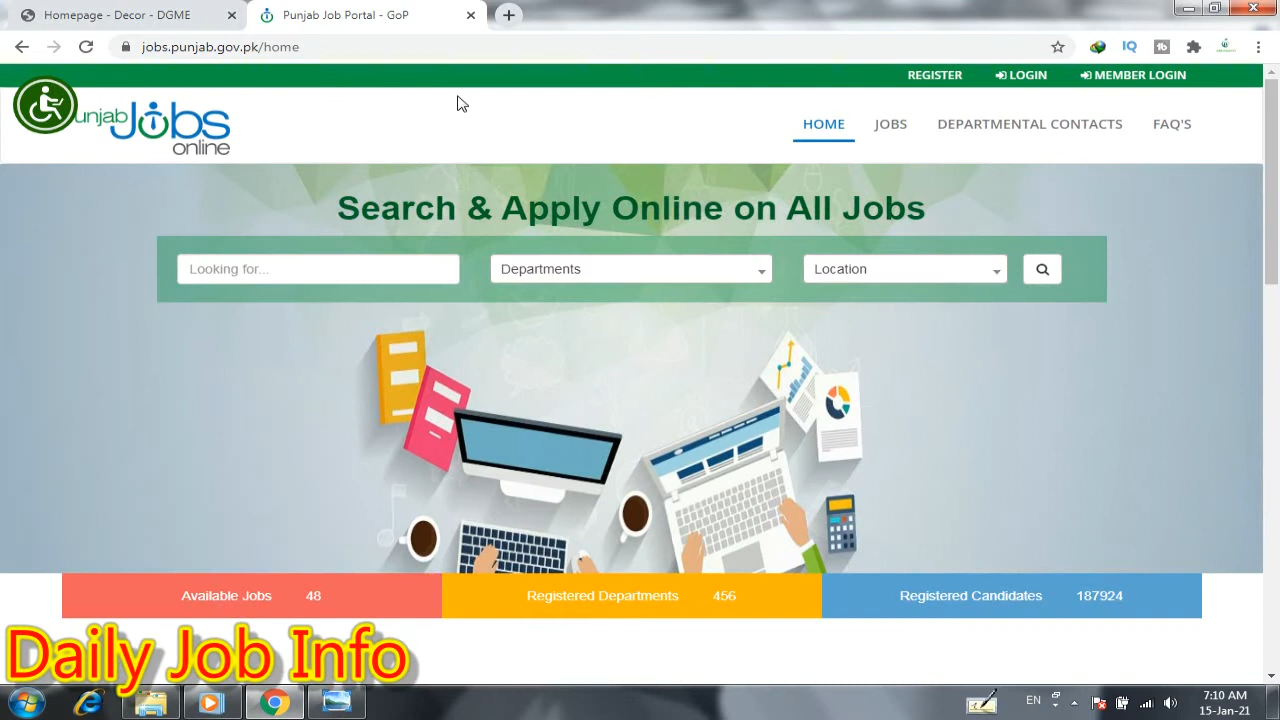 Homepage - Decor - DGME
Punjab Job Portal - GoP
jobs.punjab.gov.pk/home
IQ
REGISTER
LOGIN
MEMBER LOGIN
unjab
Jobs
online
HOME
JOBS
DEPARTMENTAL CONTACTS
FAQ'S
Search & Apply Online on All Jobs
Looking for...
Departments
Location
Available Jobs 48
Registered Departments 456
Registered Candidates 187924
Daily Job Info
EN
7:10 AM
15-Jan-21